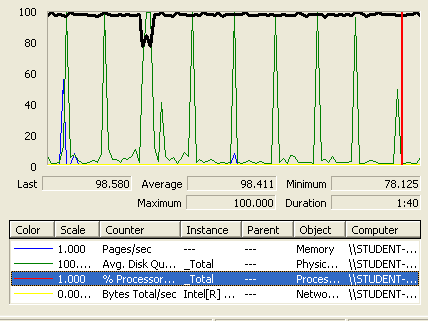 100
80
60
40
20
0
Last 98.580 Average 98.411 Minimum 78.125
Maximum 100.000 Duration 1:40
Color Scale Counter Instance Parent Object Computer
1.000 Pages/sec --- --- Memory \\STUDENT-...
100.... Avg. Disk Qu... _Total --- Physic... \\STUDENT-...
1.000 % Processor... _Total --- Proces... \\STUDENT-...
0.00... Bytes Total/sec Intel[R] ... --- Netwo... \\STUDENT-...